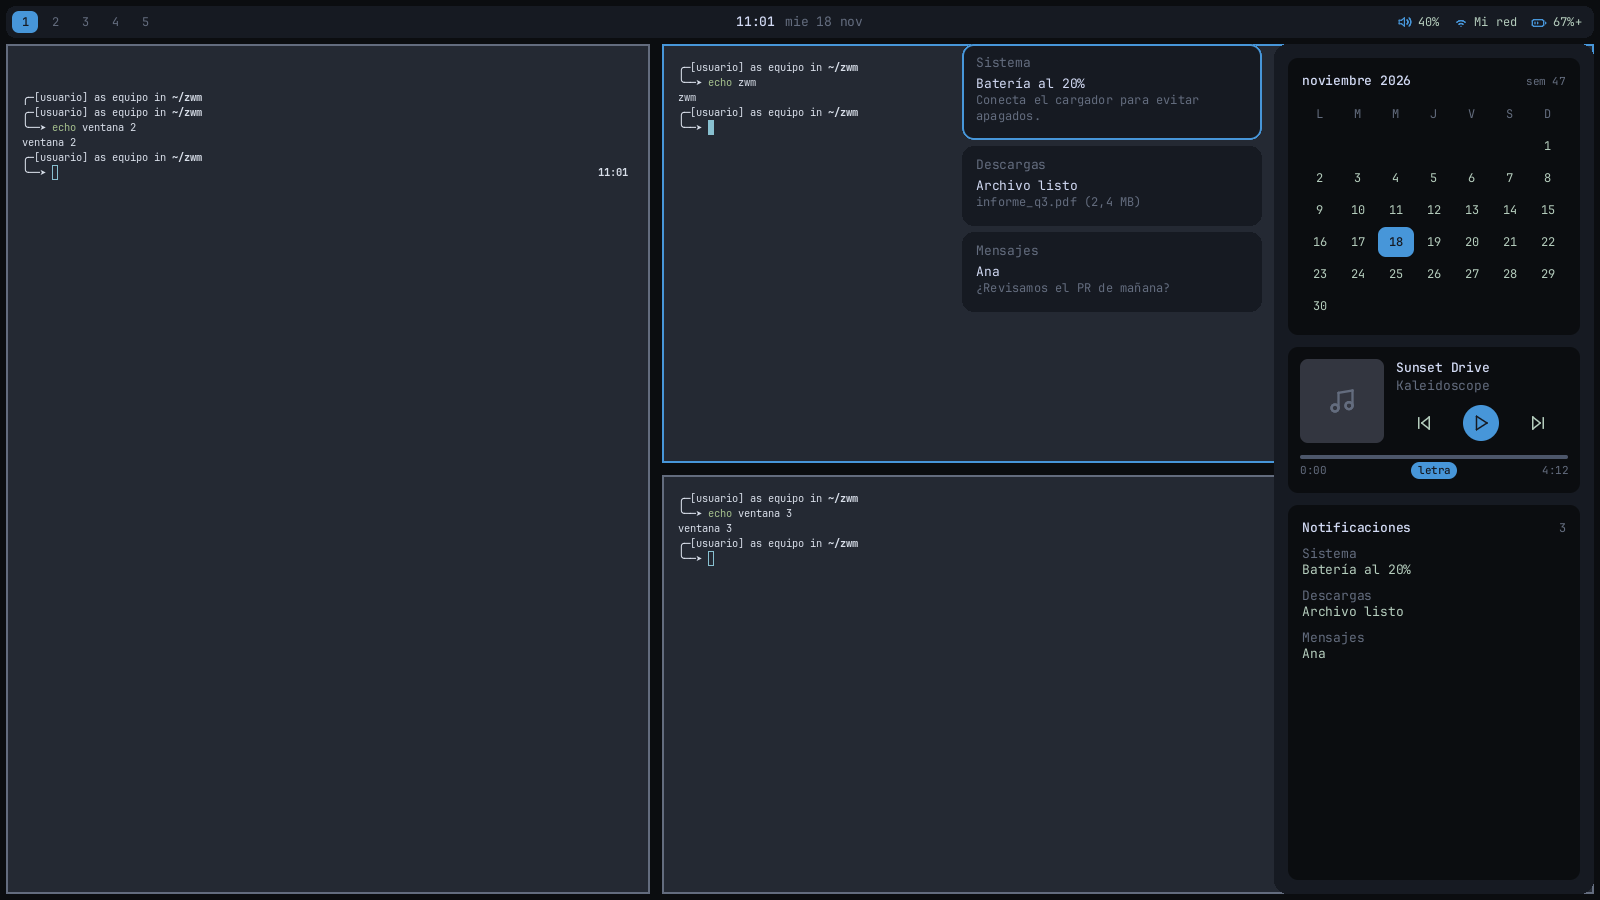 1 2 3 4 5
11:01 mie 18 nov
40% Mi red 67%+
[usuario] as equipo in ~/zwm
[usuario] as equipo in ~/zwm
echo ventana 2
ventana 2
[usuario] as equipo in ~/zwm
11:01
[usuario] as equipo in ~/zwm
echo zwm
zwm
[usuario] as equipo in ~/zwm
Sistema
Batería al 20%
Conecta el cargador para evitar
apagados.
Descargas
Archivo listo
informe_q3.pdf (2,4 MB)
Mensajes
Ana
¿Revisamos el PR de mañana?
[usuario] as equipo in ~/zwm
echo ventana 3
ventana 3
[usuario] as equipo in ~/zwm
noviembre 2026 sem 47
L M M J V S D
1
2 3 4 5 6 7 8
9 10 11 12 13 14 15
16 17 18 19 20 21 22
23 24 25 26 27 28 29
30
Sunset Drive
Kaleidoscope
0:00 letra 4:12
Notificaciones 3
Sistema
Batería al 20%
Descargas
Archivo listo
Mensajes
Ana